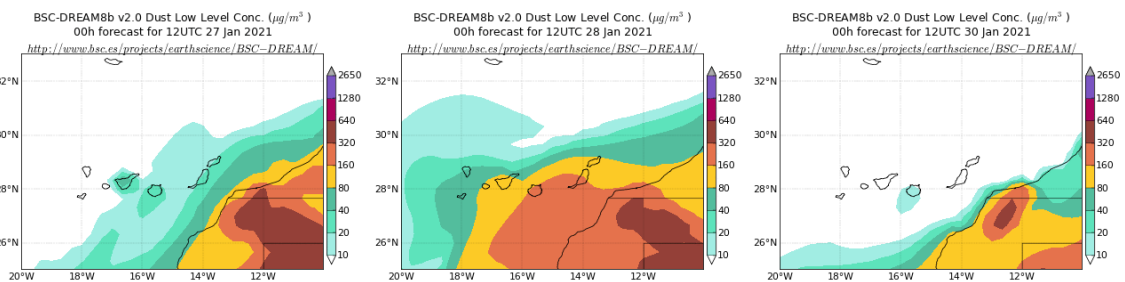 BSC-DREAM8b v2.0 Dust Low Level Conc. (μg/m³ )
00h forecast for 12UTC 27 Jan 2021
http://www.bsc.es/projects/earthscience/BSC−DREAM/
32°N
30°N
28°N
26°N
20°W 18°W 16°W 14°W 12°W
2650
1280
640
320
160
80
40
20
10
BSC-DREAM8b v2.0 Dust Low Level Conc. (μg/m³ )
00h forecast for 12UTC 28 Jan 2021
http://www.bsc.es/projects/earthscience/BSC−DREAM/
32°N
30°N
28°N
26°N
20°W 18°W 16°W 14°W 12°W
2650
1280
640
320
160
80
40
20
10
BSC-DREAM8b v2.0 Dust Low Level Conc. (μg/m³ )
00h forecast for 12UTC 30 Jan 2021
http://www.bsc.es/projects/earthscience/BSC−DREAM/
32°N
30°N
28°N
26°N
20°W 18°W 16°W 14°W 12°W
2650
1280
640
320
160
80
40
20
10